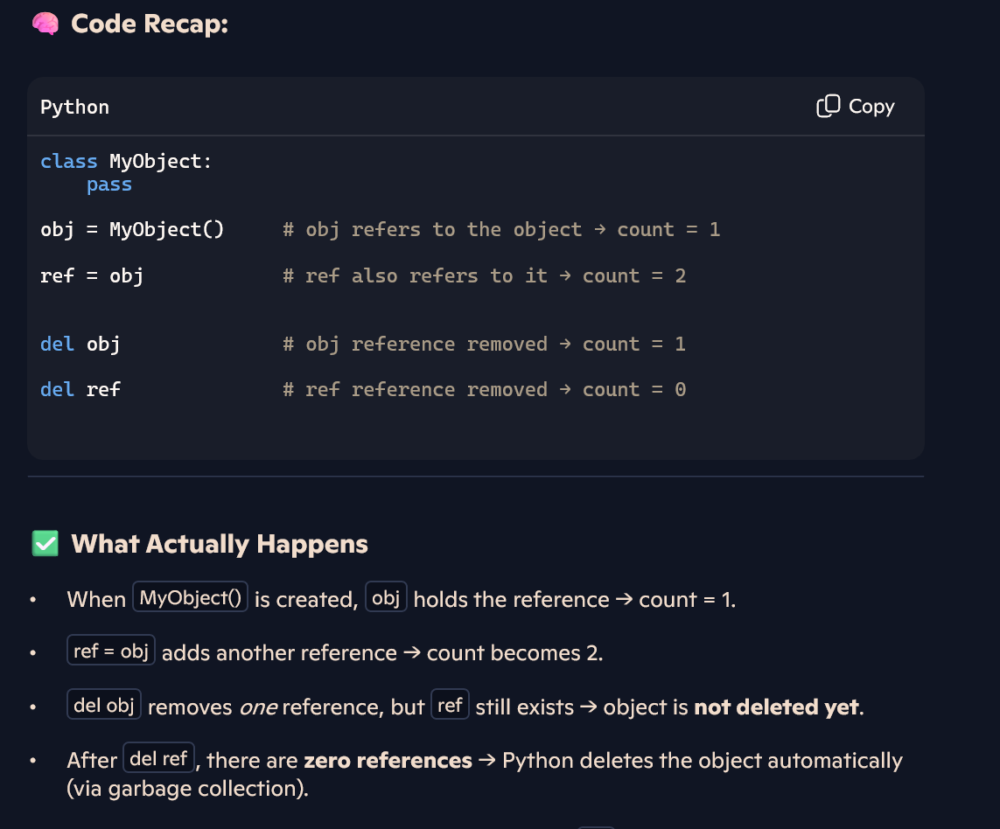 🧠 Code Recap:
Python
Copy
class MyObject:
    pass
obj = MyObject()     # obj refers to the object → count = 1
ref = obj            # ref also refers to it → count = 2
del obj              # obj reference removed → count = 1
del ref              # ref reference removed → count = 0
✅ What Actually Happens
• When MyObject() is created, obj holds the reference → count = 1.
• ref = obj adds another reference → count becomes 2.
• del obj removes one reference, but ref still exists → object is not deleted yet.
• After del ref, there are zero references → Python deletes the object automatically
(via garbage collection).